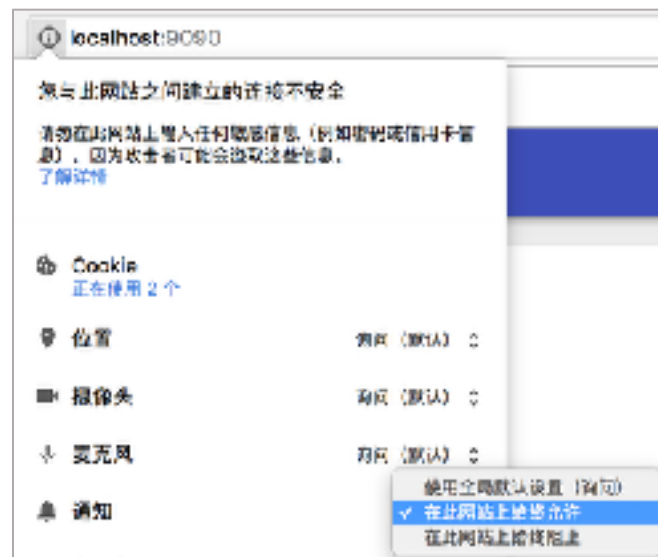 localhost:9090
您与此网站之间建立的连接不安全
请勿在此网站上输入任何敏感信息（例如密码或信用卡信
息），因为攻击者可能会盗取这些信息。
了解详情
Cookie
正在使用 2 个
位置 询问（默认）
摄像头 询问（默认）
麦克风 询问（默认）
通知
使用全局默认设置（询问）
✓ 在此网站上始终允许
在此网站上始终阻止